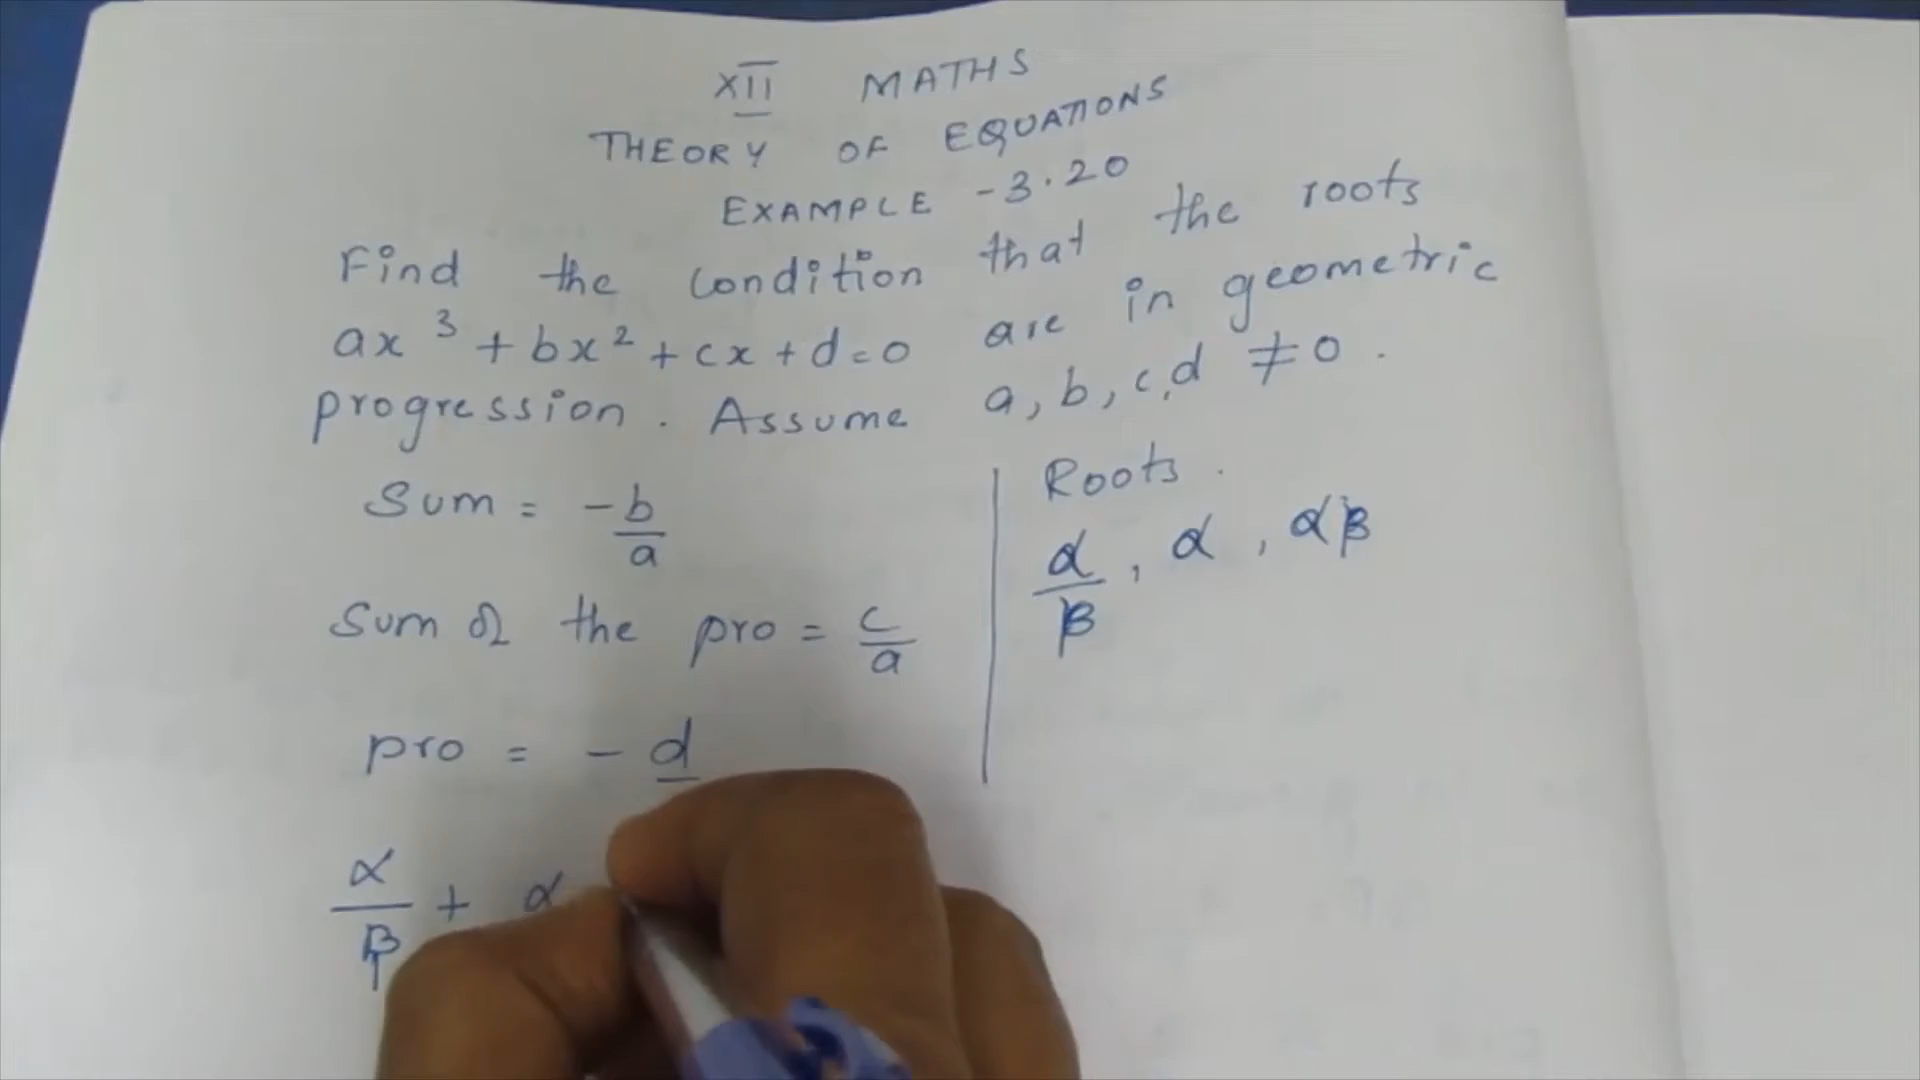 XII MATHS
THEORY OF EQUATIONS
EXAMPLE - 3.20
Find the condition that the roots
ax³ + bx² + cx + d = 0 are in geometric
progression. Assume a, b, c, d ≠ 0.
Sum = -b/a
Sum of the pro = c/a
pro = - d
Roots.
α/β, α, αβ
α/β + α